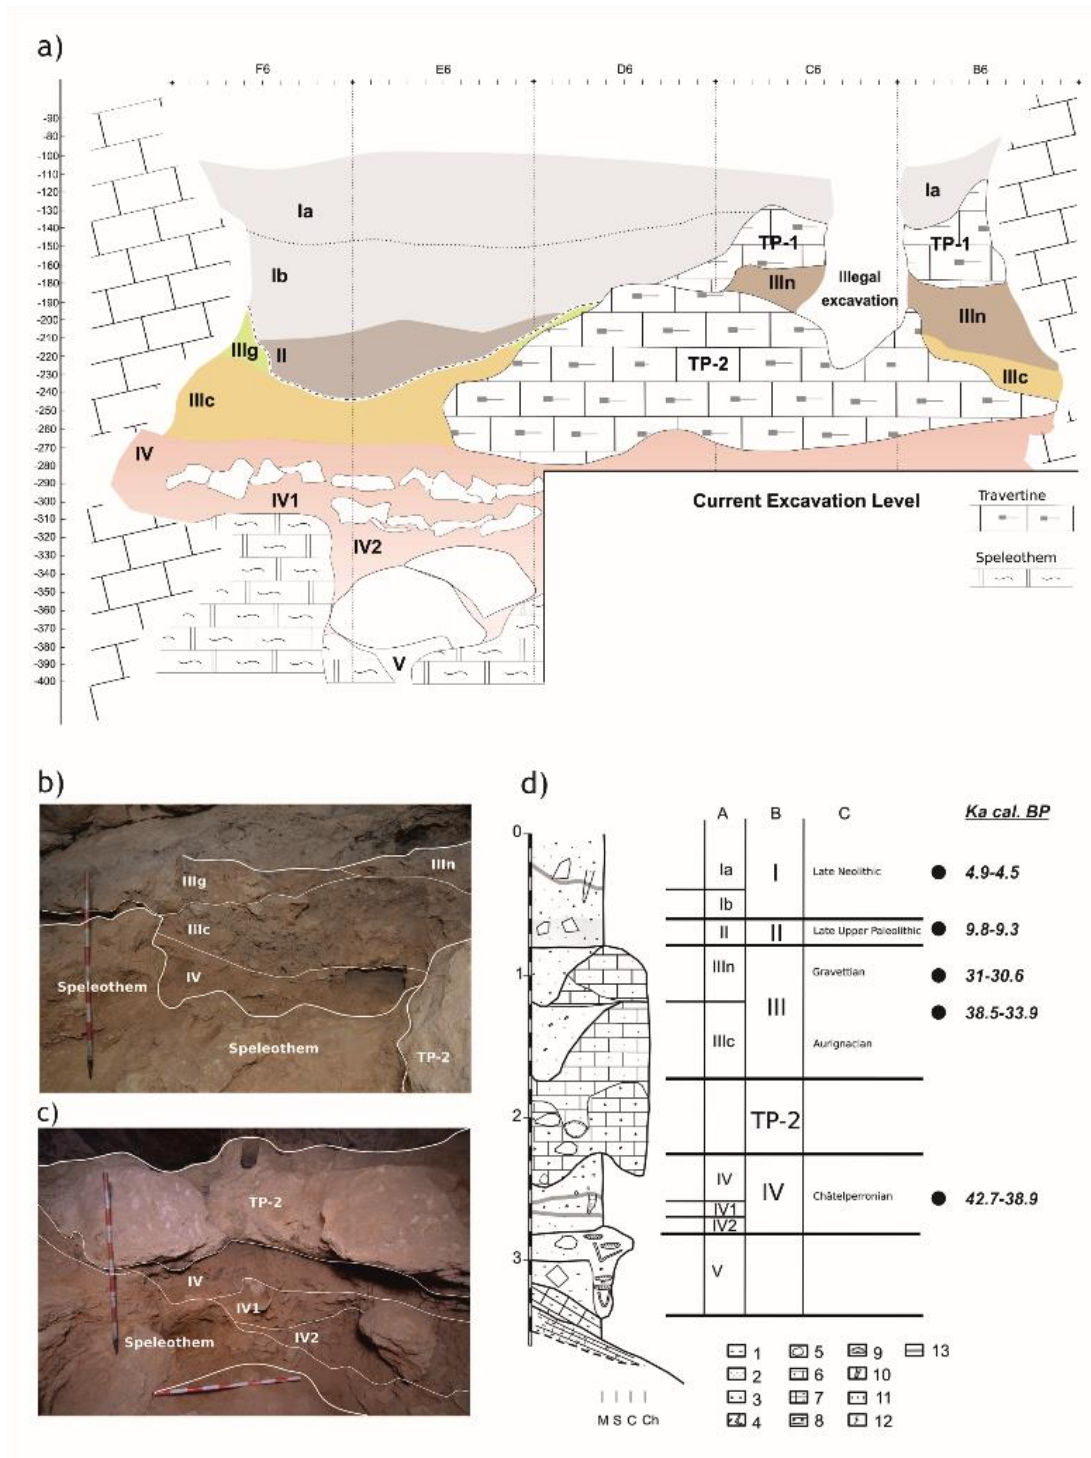 a)
F6 E6 D6 C6 B6
-90
-80
-100
-120
-130
-140
-150
-160
-180
-190
-200
-210
-220
-230
-250
-260
-270
-280
-290
-300
-310
-320
-330
-340
-350
-360
-370
-380
-390
-400
Ia
Ia
TP-1
TP-1
Ib
IIIn
Illegal
excavation
IIIn
IIIg
II
TP-2
IIIc
IIIc
IV
IV1
Current Excavation Level
Travertine
IV2
Speleothem
V
b)
IIIn
IIIg
IIIc
IV
Speleothem
Speleothem
TP-2
c)
TP-2
IV
IV1
IV2
Speleothem
d)
A B C Ka cal. BP
0
Ia I Late Neolithic 4.9-4.5
Ib
II II Late Upper Paleolithic 9.8-9.3
1
IIIn Gravettian 31-30.6
III 38.5-33.9
IIIc Aurignacian
2
TP-2
IV IV Châtelperronian 42.7-38.9
IV1
IV2
3
V
1 5 9 13
2 6 10
3 7 11
4 8 12
M S C Ch